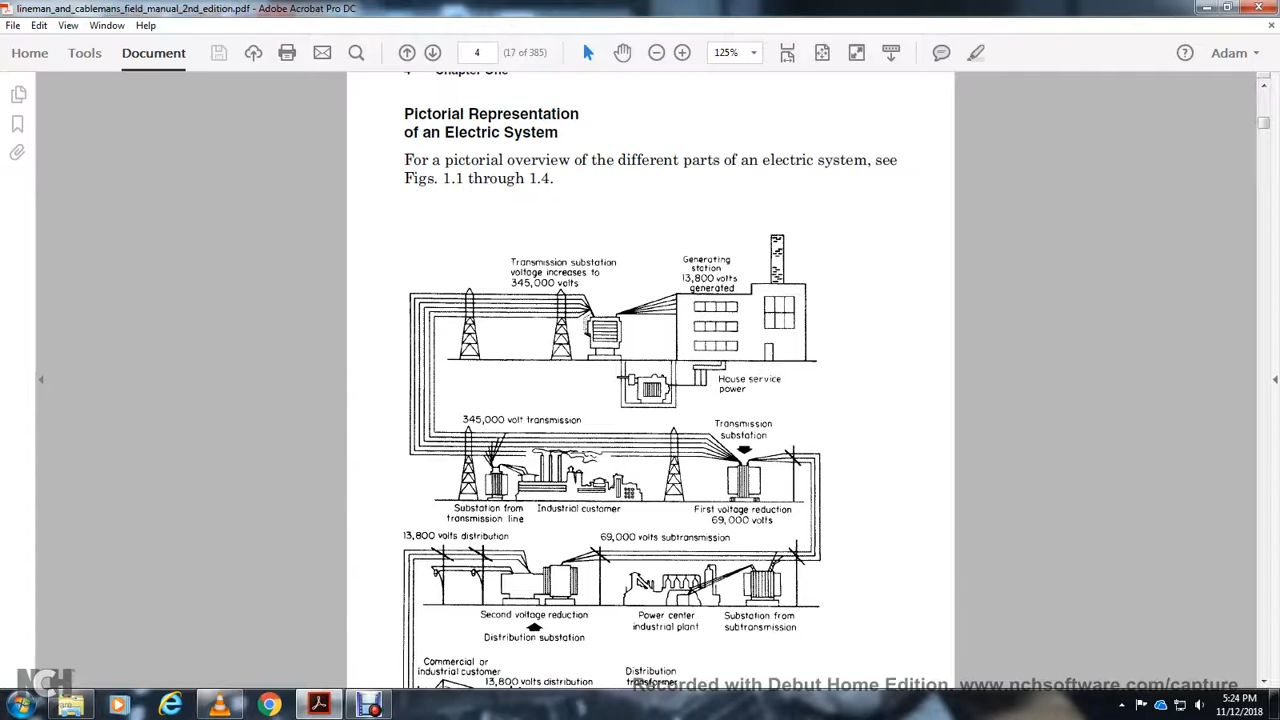 lineman_and_cablemans_field_manual_2nd_edition.pdf - Adobe Acrobat Pro DC
File Edit View Window Help
Home Tools Document 4 (17 of 385) 125% Adam
4 Chapter One
Pictorial Representation
of an Electric System
For a pictorial overview of the different parts of an electric system, see
Figs. 1.1 through 1.4.
Transmission substation
voltage increases to
345,000 volts
Generating
station
13,800 volts
generated
House service
power
345,000 volt transmission
Transmission
substation
Substation from
transmission line
Industrial customer
First voltage reduction
69,000 volts
13,800 volts distribution
69,000 volts subtransmission
Second voltage reduction
Distribution substation
Power center
industrial plant
Substation from
subtransmission
Commercial or
industrial customer
13,800 volts distribution
Distribution
transformer
NCH
Recorded with Debut Home Edition www.nchsoftware.com/capture
5:24 PM
11/12/2018